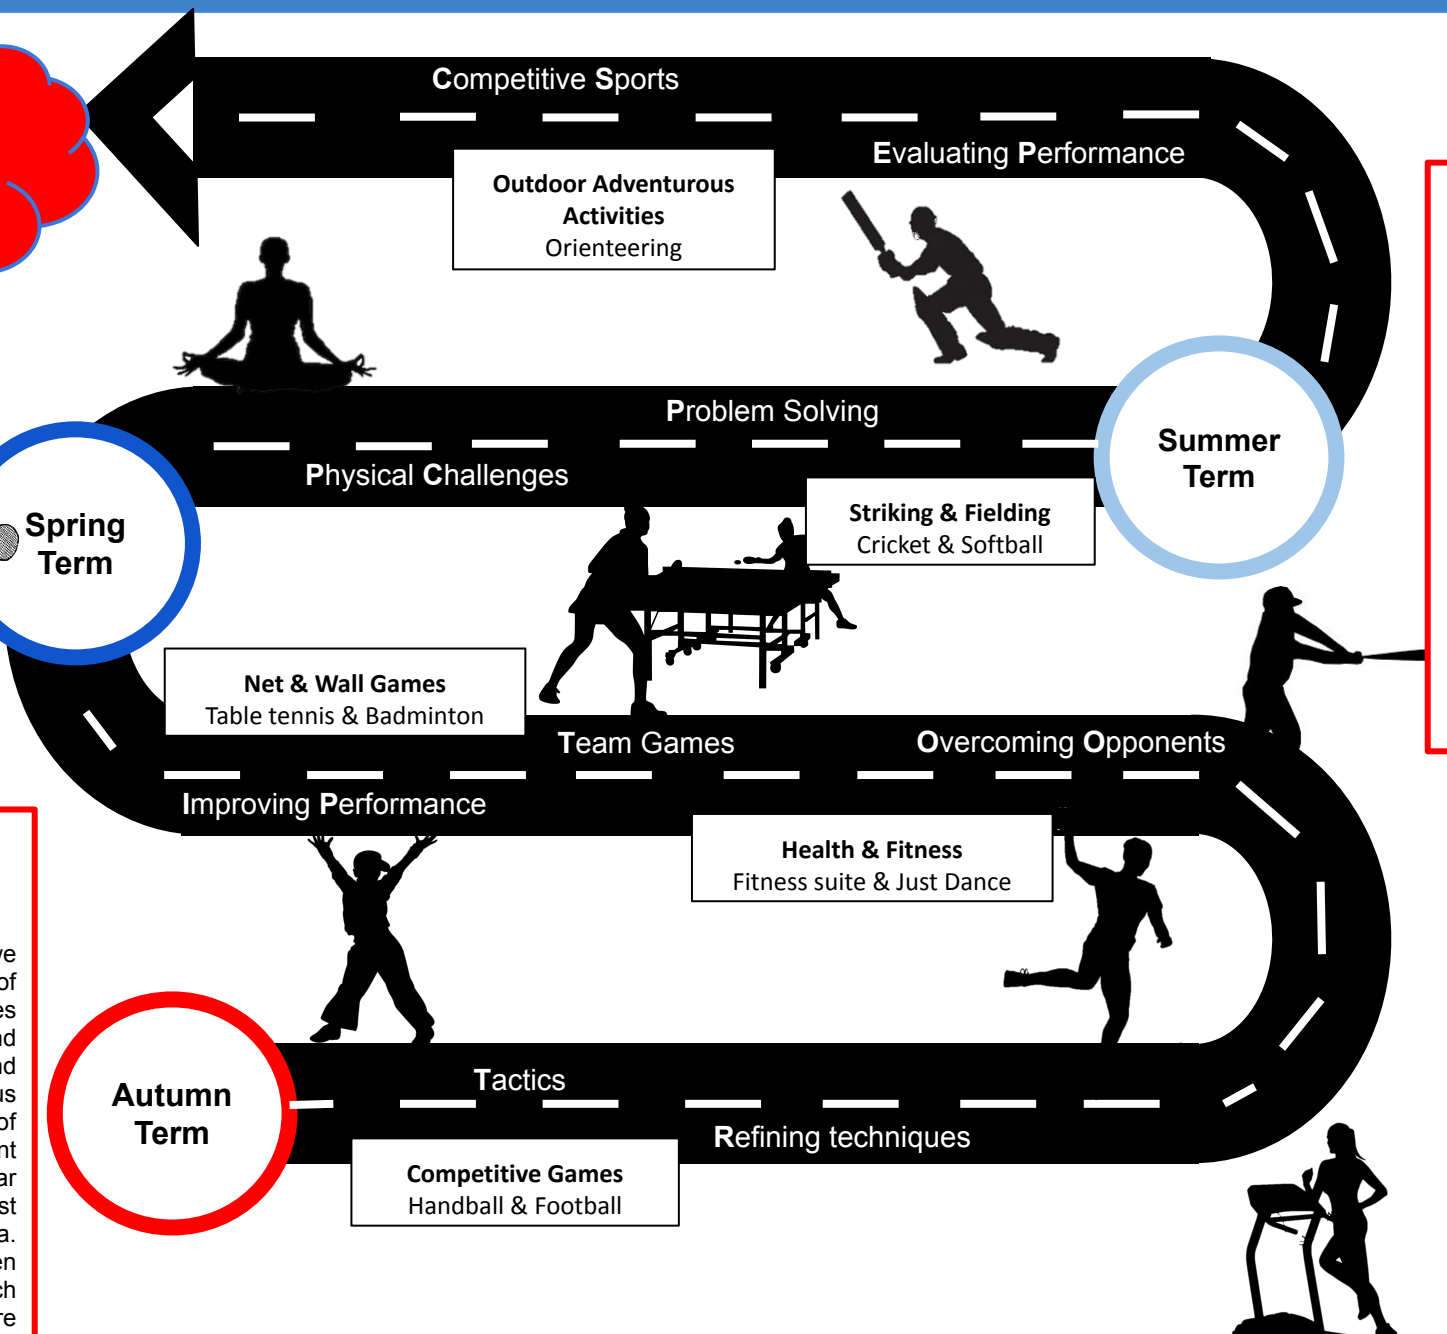 Competitive Sports
Evaluating Performance
Outdoor Adventurous
Activities
Orienteering
Problem Solving
Summer
Term
Physical Challenges
Striking & Fielding
Cricket & Softball
Spring
Term
Net & Wall Games
Table tennis & Badminton
Team Games
Overcoming Opponents
Improving Performance
Health & Fitness
Fitness suite & Just Dance
of
Autumn
Term
Tactics
Refining techniques
of
Competitive Games
Handball & Football